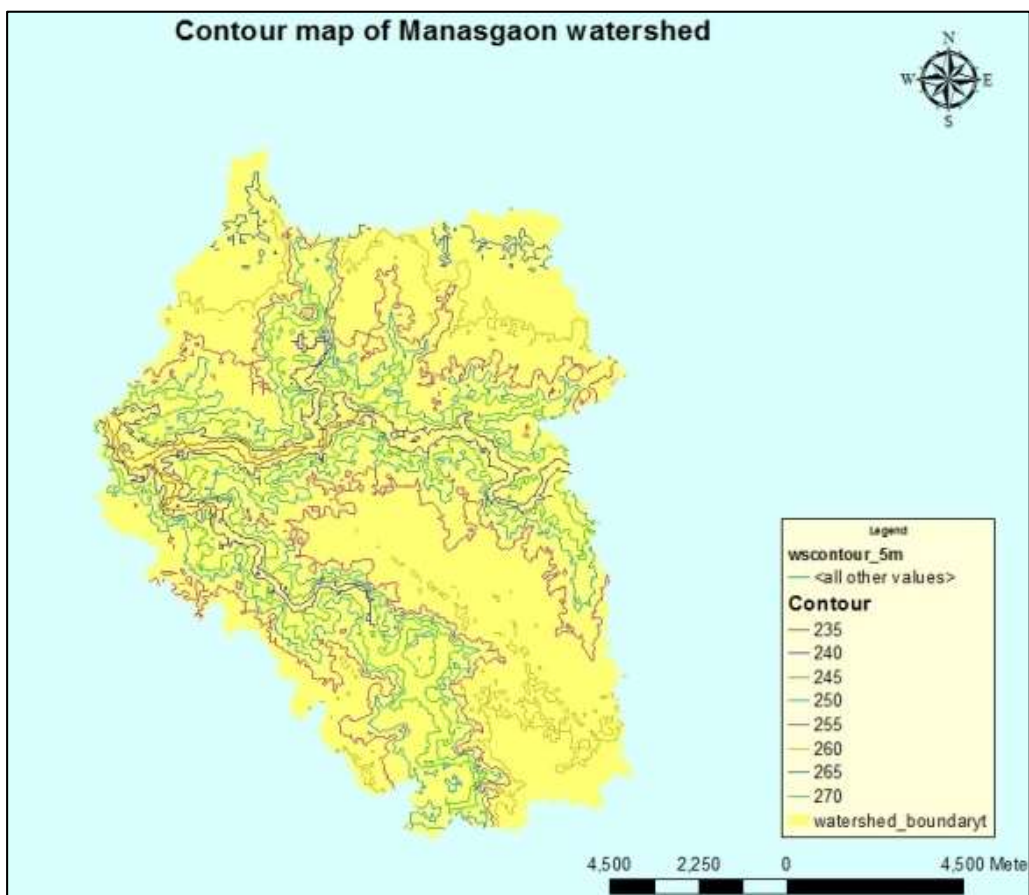 Contour map of Manasgaon watershed
N
W E
S
Legend
wscontour_5m
<all other values>
Contour
235
240
245
250
255
260
265
270
watershed_boundaryt
4,500 2,250 0 4,500 Mete